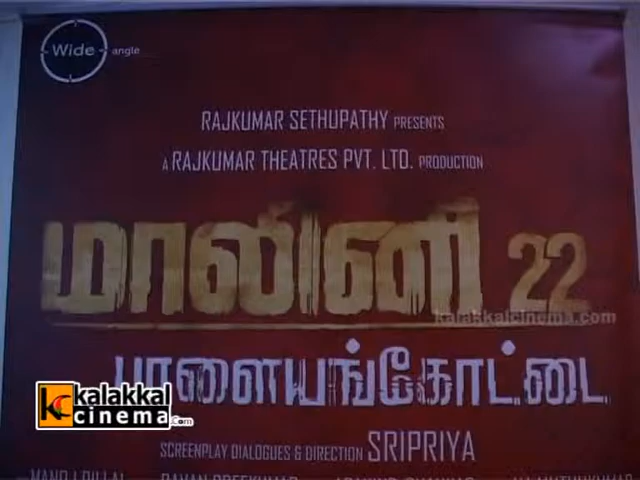 Wide angle
RAJKUMAR SETHUPATHY PRESENTS
A RAJKUMAR THEATRES PVT. LTD. PRODUCTION
மாலினி 22
kalakkalcinema.com
பாளையங்கோட்டை
kalakkal
cinema.com
SCREENPLAY DIALOGUES & DIRECTION SRIPRIYA